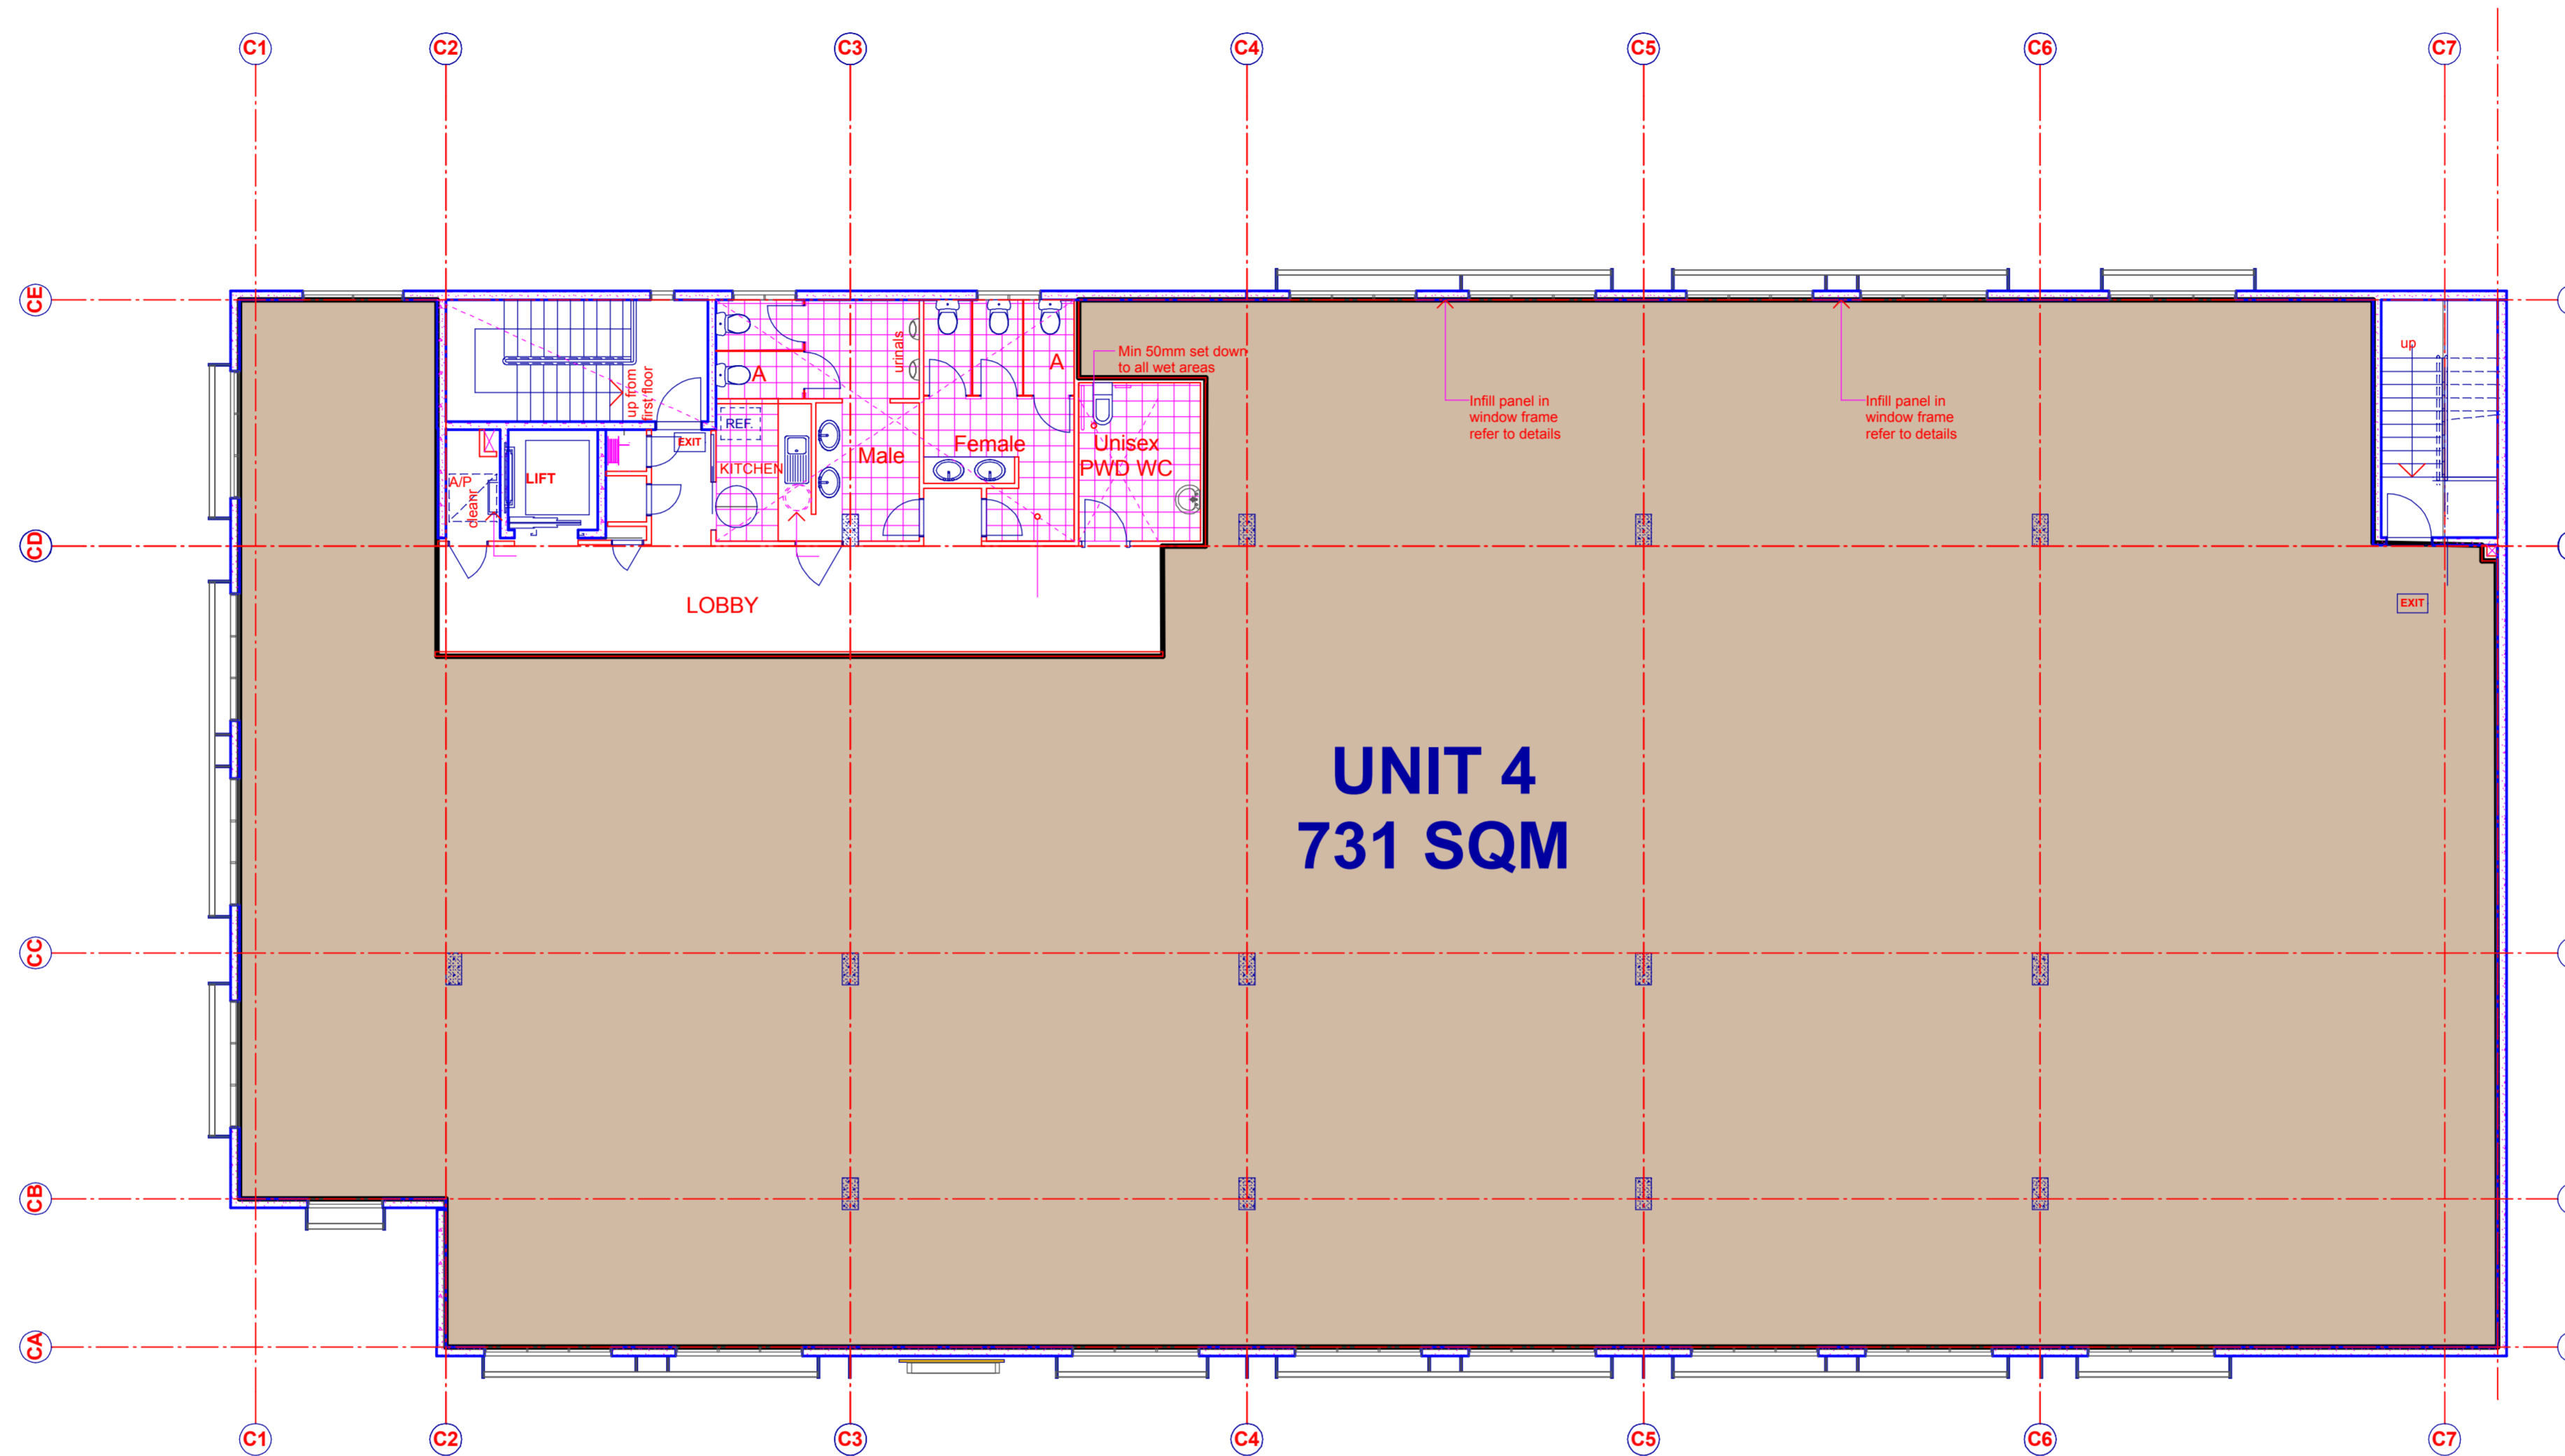 C1 C2 C3 C4 C5 C6 C7
CE
up
urinals
Min 50mm set down
to all wet areas
A
A
up from
first floor
Infill panel in
window frame
refer to details
Infill panel in
window frame
refer to details
REF.
EXIT
Female
Unisex
PWD WC
Male
KITCHEN
LIFT
A/P
cleanr
CD
LOBBY
EXIT
UNIT 4
731 SQM
CC
CB
CA
C1 C2 C3 C4 C5 C6 C7